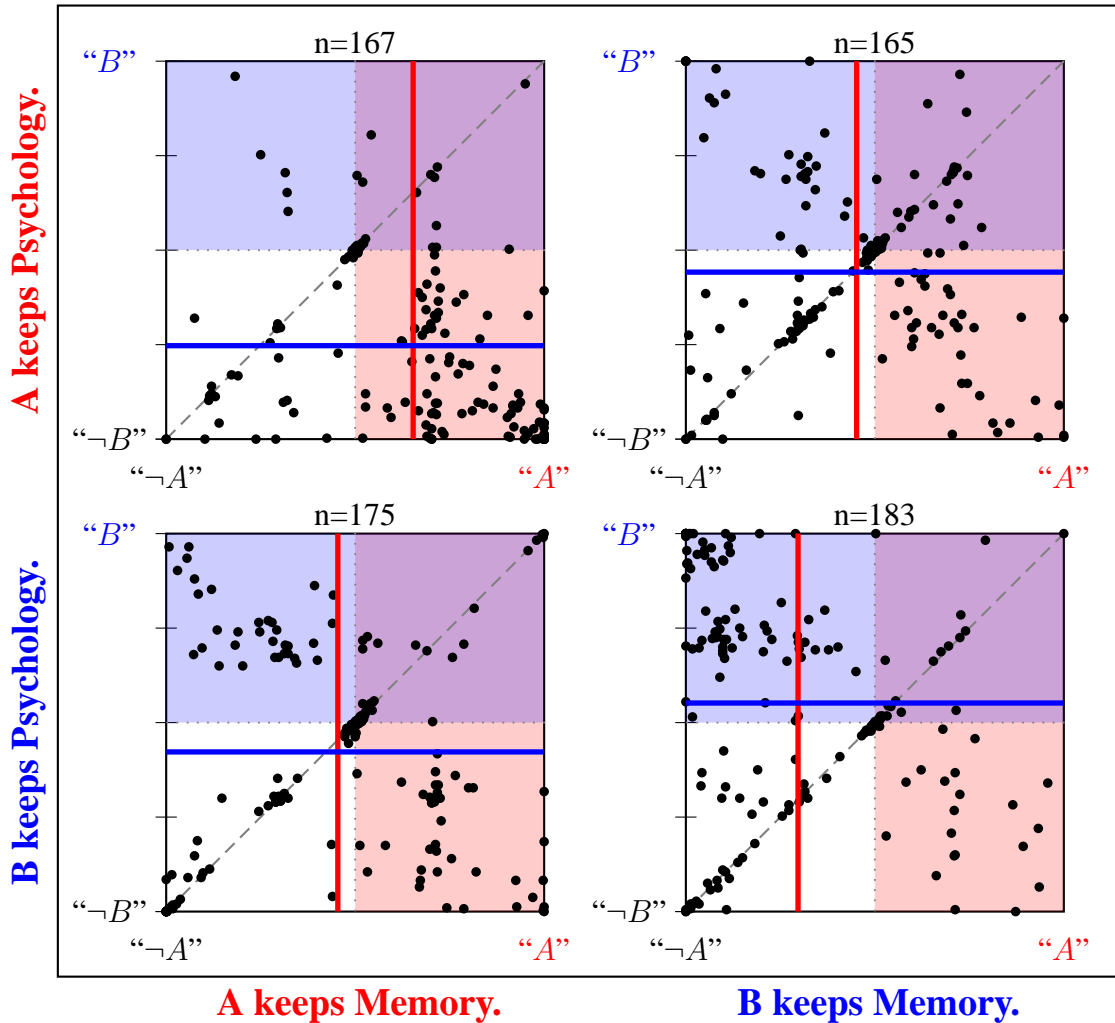 n=167
n=165
“B”
“B”
A keeps Psychology.
“¬B”
“¬B”
“¬A”
“A”
“¬A”
“A”
n=175
n=183
“B”
“B”
B keeps Psychology.
“¬B”
“¬B”
“¬A”
“A”
“¬A”
“A”
A keeps Memory.
B keeps Memory.